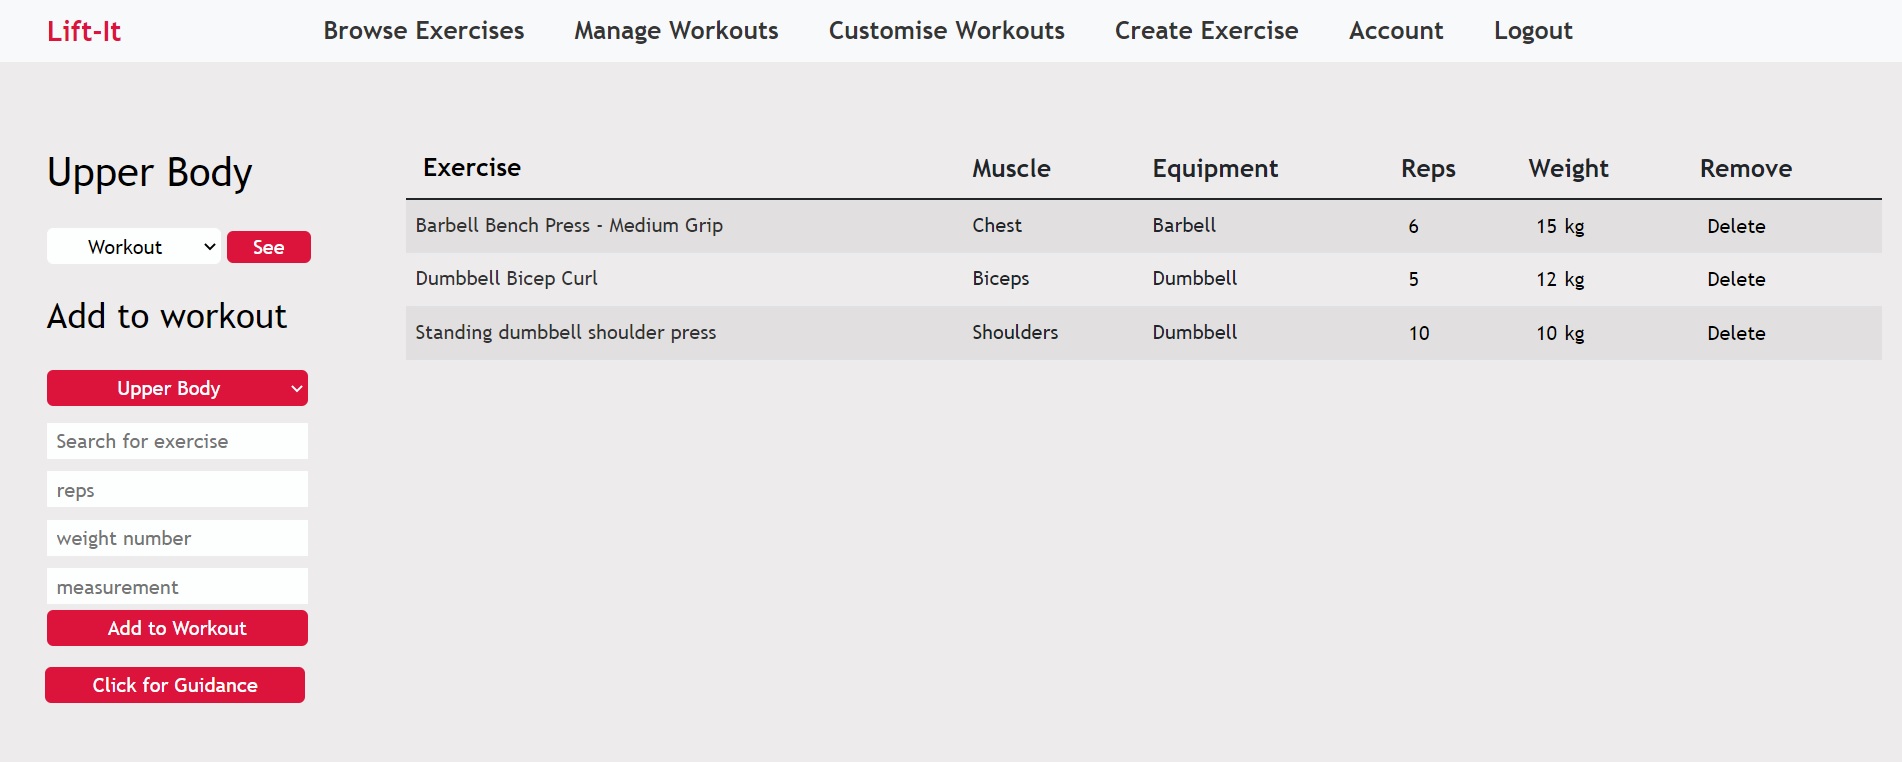 Lift-It Browse Exercises Manage Workouts Customise Workouts Create Exercise Account Logout
Upper Body
Workout See
Add to workout
Upper Body
Search for exercise
reps
weight number
measurement
Add to Workout
Click for Guidance
Exercise Muscle Equipment Reps Weight Remove
Barbell Bench Press - Medium Grip Chest Barbell 6 15 kg Delete
Dumbbell Bicep Curl Biceps Dumbbell 5 12 kg Delete
Standing dumbbell shoulder press Shoulders Dumbbell 10 10 kg Delete